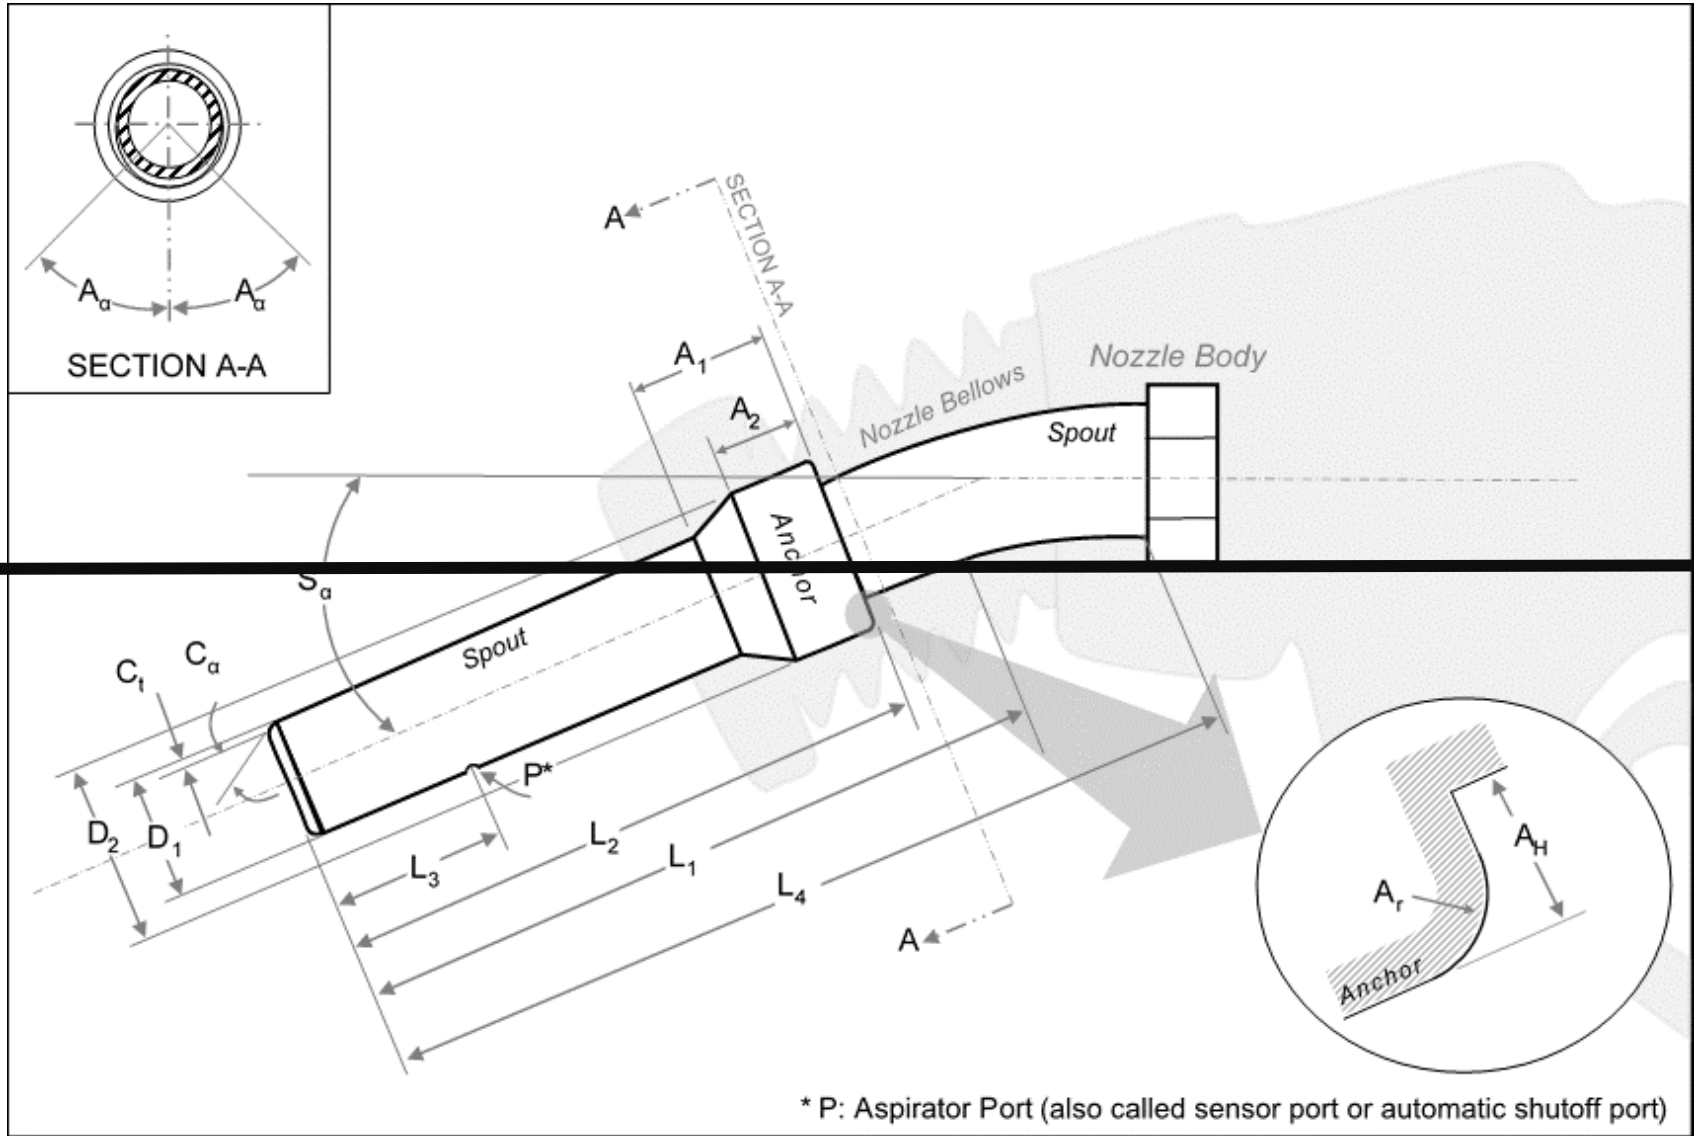 Aα
Aα
SECTION A-A
A
SECTION A-A
A1
A2
Nozzle Bellows
Nozzle Body
Spout
Anchor
Sα
Spout
Ct
Cα
P*
D2
D1
L3
L2
L1
L4
A
AH
Ar
Anchor
* P: Aspirator Port (also called sensor port or automatic shutoff port)